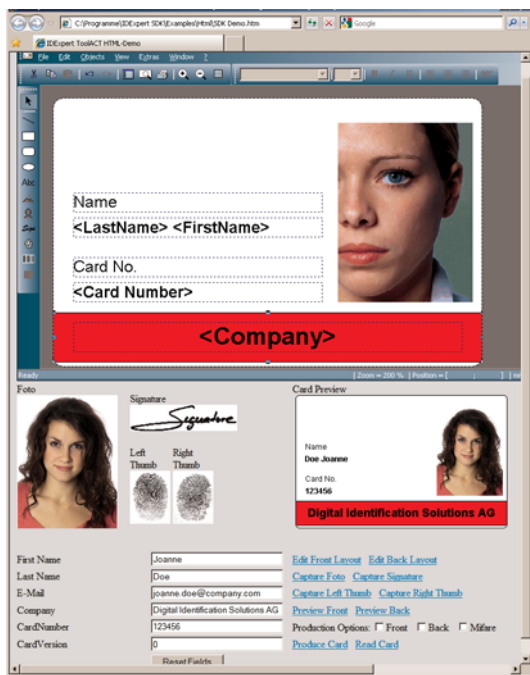 C:\Programme\IDExpert SDK\Examples\Html\SDK Demo.htm
Google
IDExpert ToolACT HTML-Demo
File Edit Objects View Extras Window ?
Abc
Sign
Name
<LastName> <FirstName>
Card No.
<Card Number>
<Company>
Ready
[ Zoom = 200 % | Position = [ ; ] | m
Foto
Signature
Card Preview
Signature
Left Thumb
Right Thumb
Name
Doe Joanne
Card No.
123456
Digital Identification Solutions AG
First Name Joanne Edit Front Layout Edit Back Layout
Last Name Doe Capture Foto Capture Signature
E-Mail joanne.doe@company.com Capture Left Thumb Capture Right Thumb
Company Digital Identification Solutions AG Preview Front Preview Back
CardNumber 123456 Production Options: Front Back Mifare
CardVersion 0 Produce Card Read Card
Reset Fields